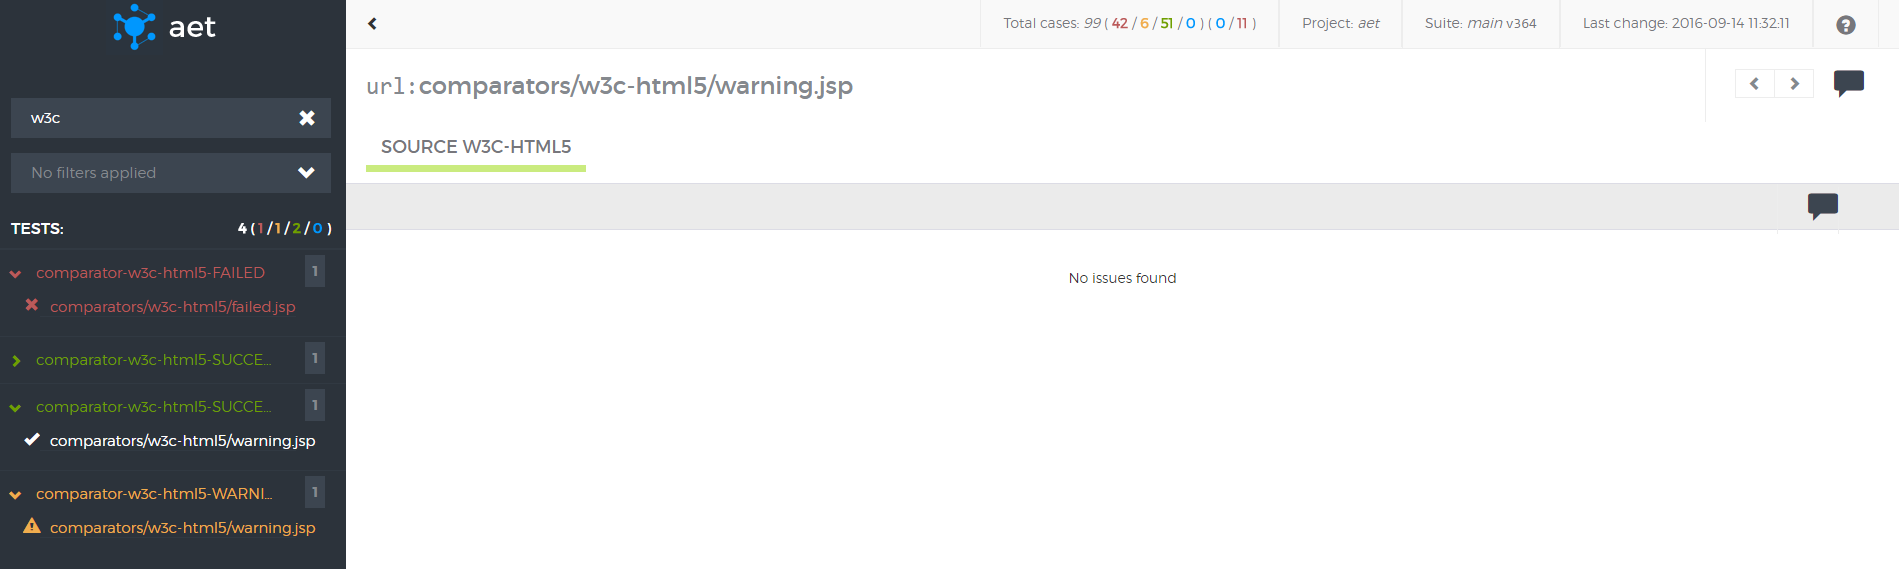 aet
Total cases: 99 ( 42 / 6 / 51 / 0 ) ( 0 / 11 ) Project: aet Suite: main v364 Last change: 2016-09-14 11:32:11
w3c
No filters applied
TESTS: 4 ( 1 / 1 / 2 / 0 )
comparator-w3c-html5-FAILED 1
comparators/w3c-html5/failed.jsp
comparator-w3c-html5-SUCCE... 1
comparator-w3c-html5-SUCCE... 1
comparators/w3c-html5/warning.jsp
comparator-w3c-html5-WARNI... 1
comparators/w3c-html5/warning.jsp
url:comparators/w3c-html5/warning.jsp
SOURCE W3C-HTML5
No issues found